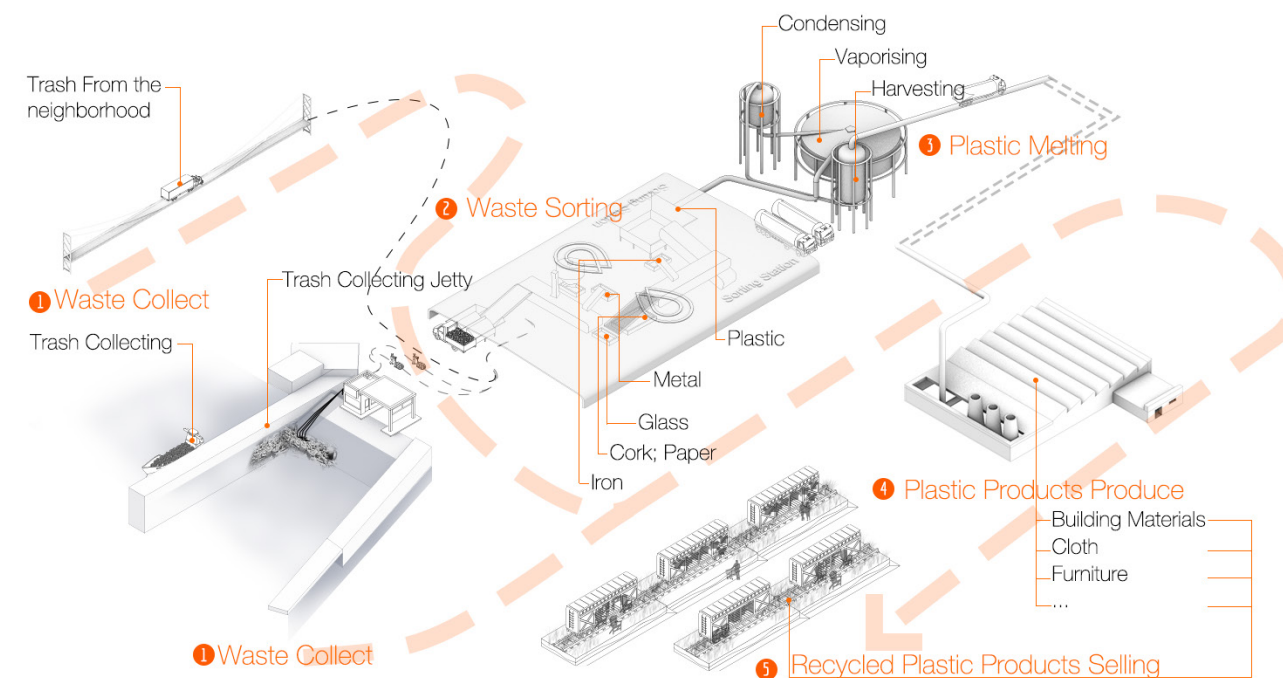 Condensing
Vaporising
Harvesting
Trash From the
neighborhood
3 Plastic Melting
2 Waste Sorting
Trash Collecting Jetty
1 Waste Collect
Sorting Station
Trash Collecting
Plastic
Metal
Glass
Cork; Paper
Iron
4 Plastic Products Produce
Building Materials
Cloth
Furniture
...
1 Waste Collect
5 Recycled Plastic Products Selling